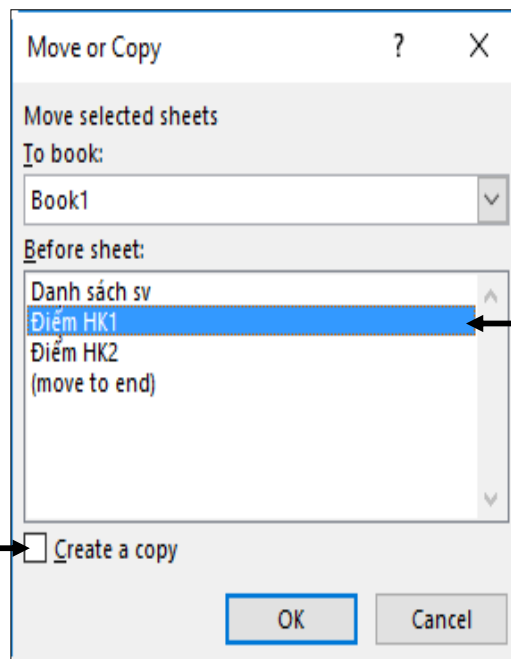 Move or Copy ? X
Move selected sheets
To book:
Book1
Before sheet:
Danh sách sv
Điểm HK1
Điểm HK2
(move to end)
Create a copy
OK Cancel